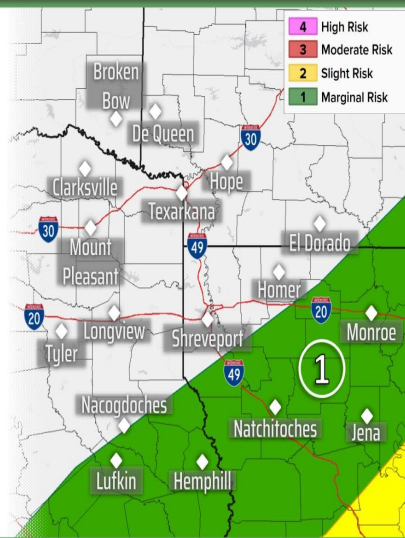 4 High Risk
3 Moderate Risk
2 Slight Risk
1 Marginal Risk
Broken
Bow
De Queen
30
Hope
Clarksville
Texarkana
30
Mount
Pleasant
49
El Dorado
Homer
20
Longview
Tyler
Shreveport
20
Monroe
49
1
Nacogdoches
Natchitoches
Jena
Lufkin
Hemphill